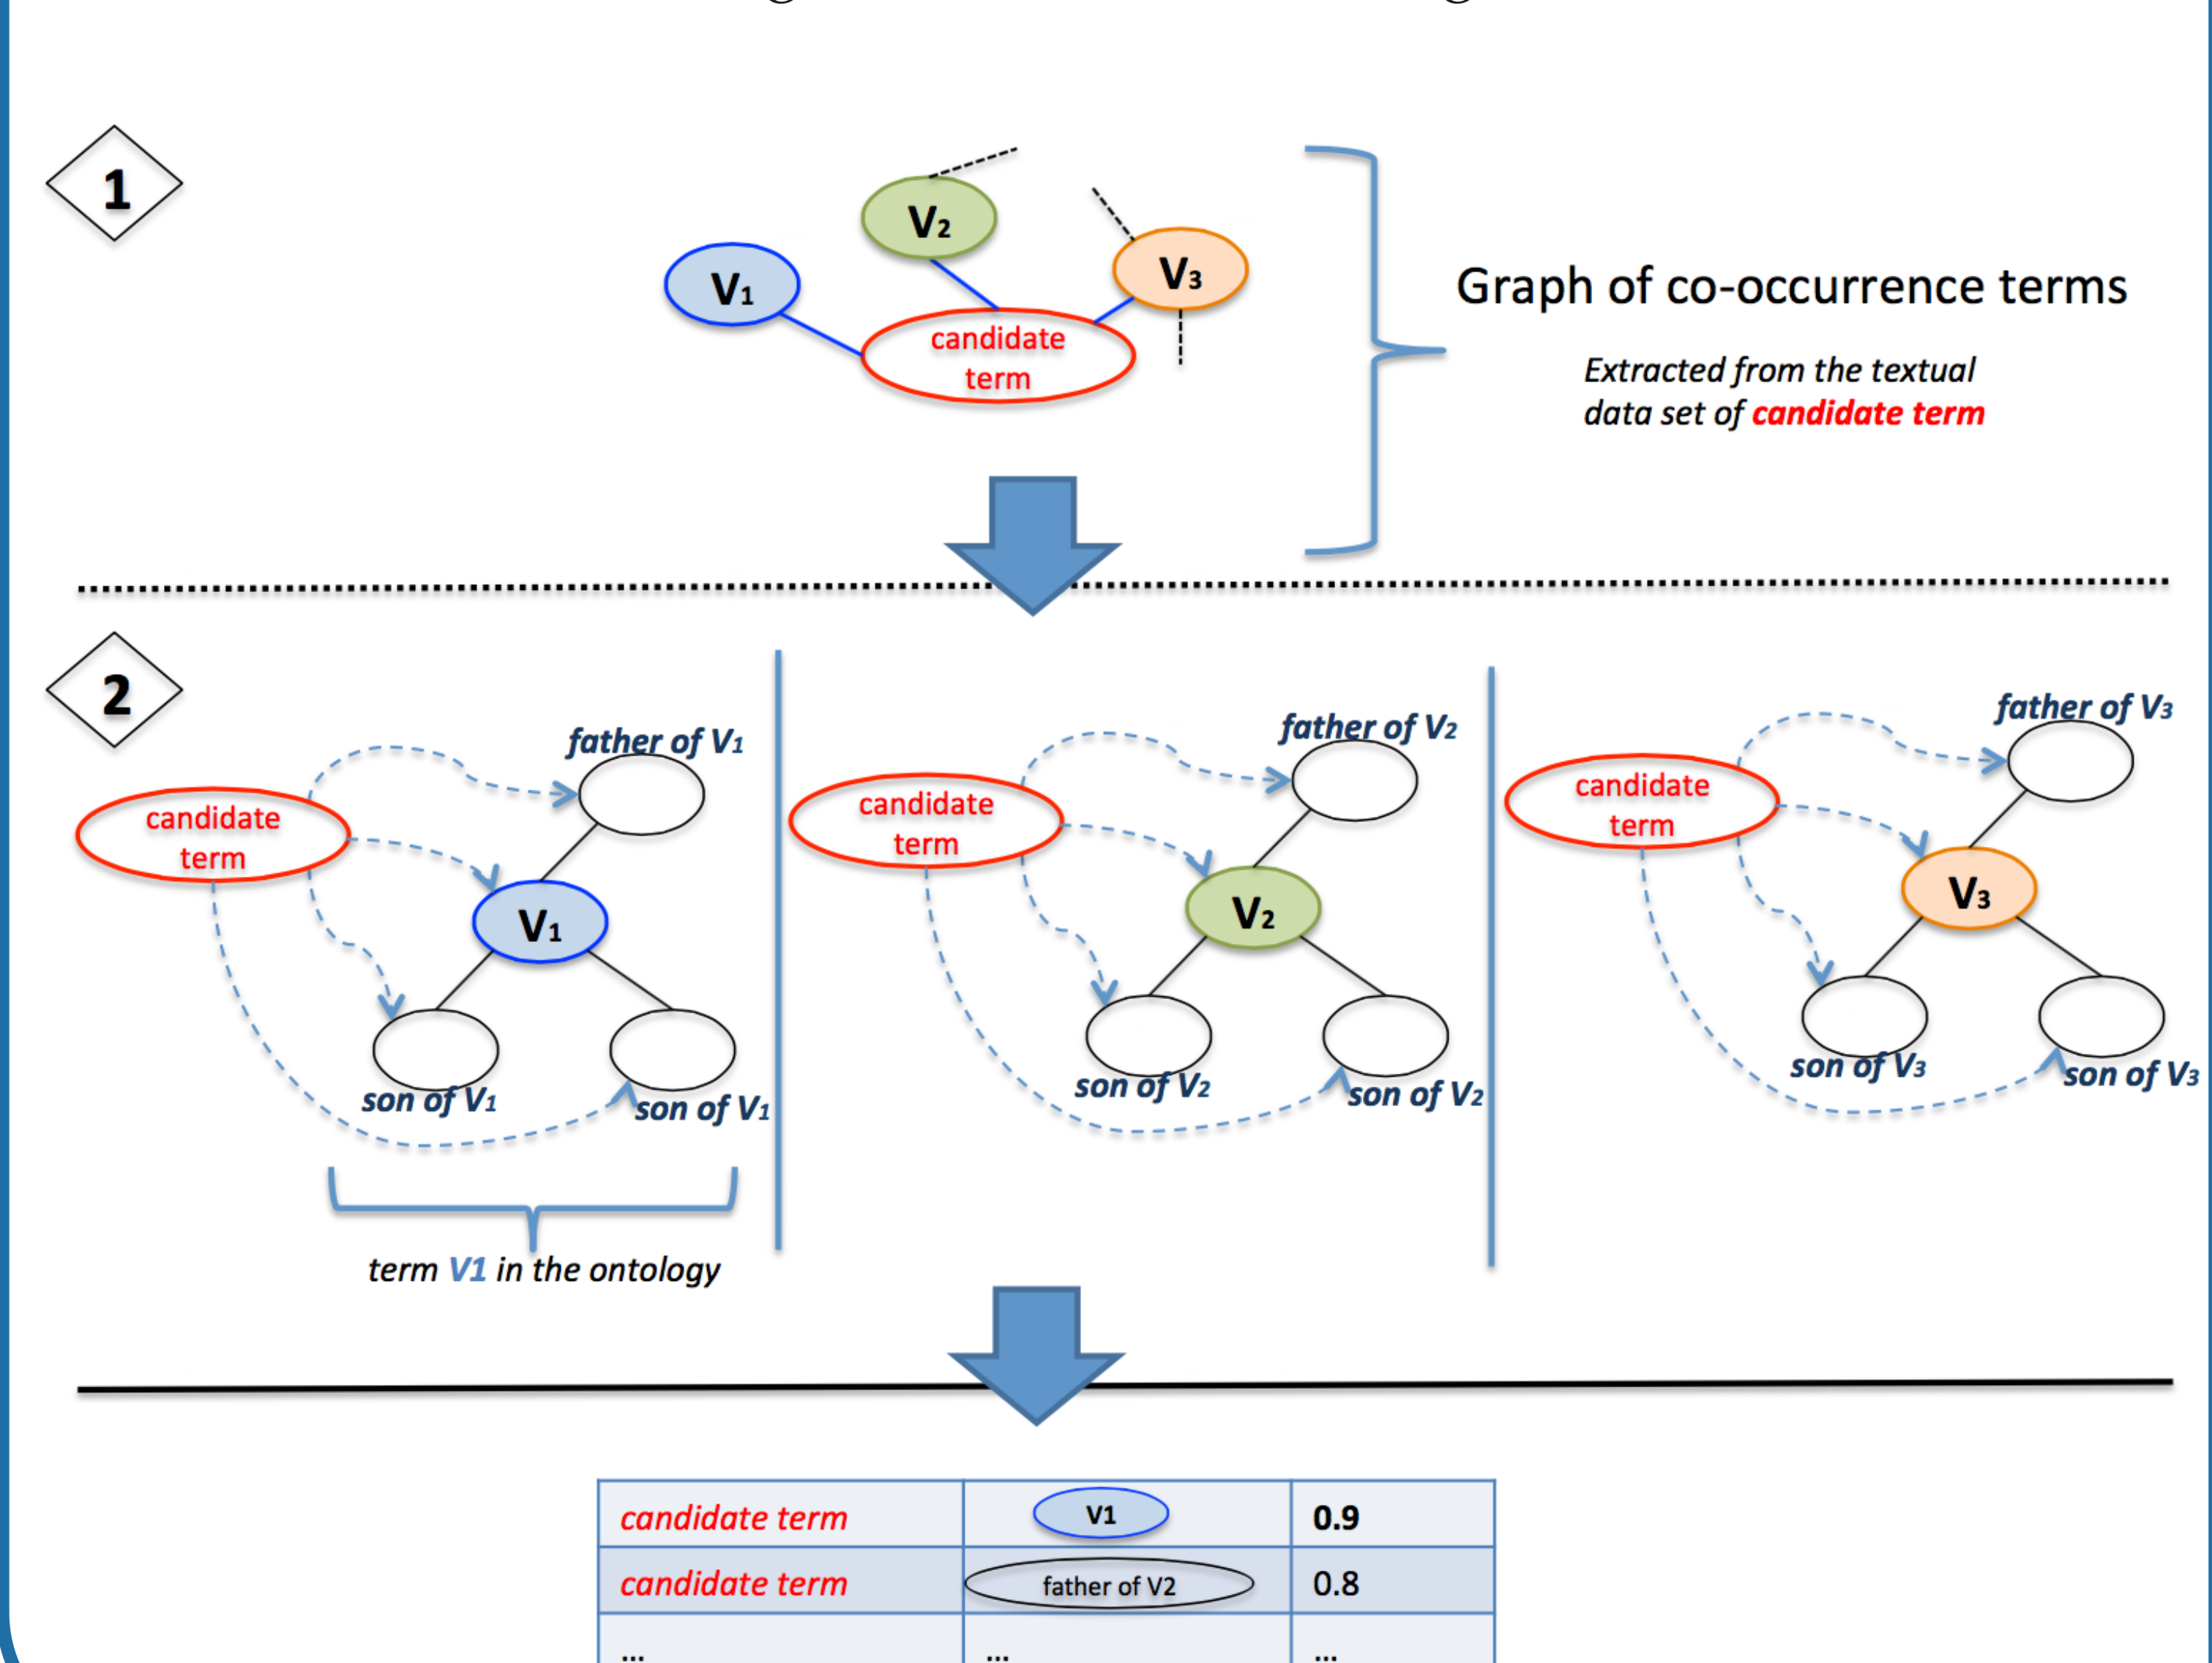 1
V2
V1
V3
candidate
term
Graph of co-occurrence terms
Extracted from the textual
data set of candidate term
2
father of V1
candidate
term
V1
son of V1
son of V1
term V1 in the ontology
father of V2
candidate
term
V2
son of V2
son of V2
father of V3
candidate
term
V3
son of V3
son of V3
candidate term V1 0.9
candidate term father of V2 0.8
... ... ...